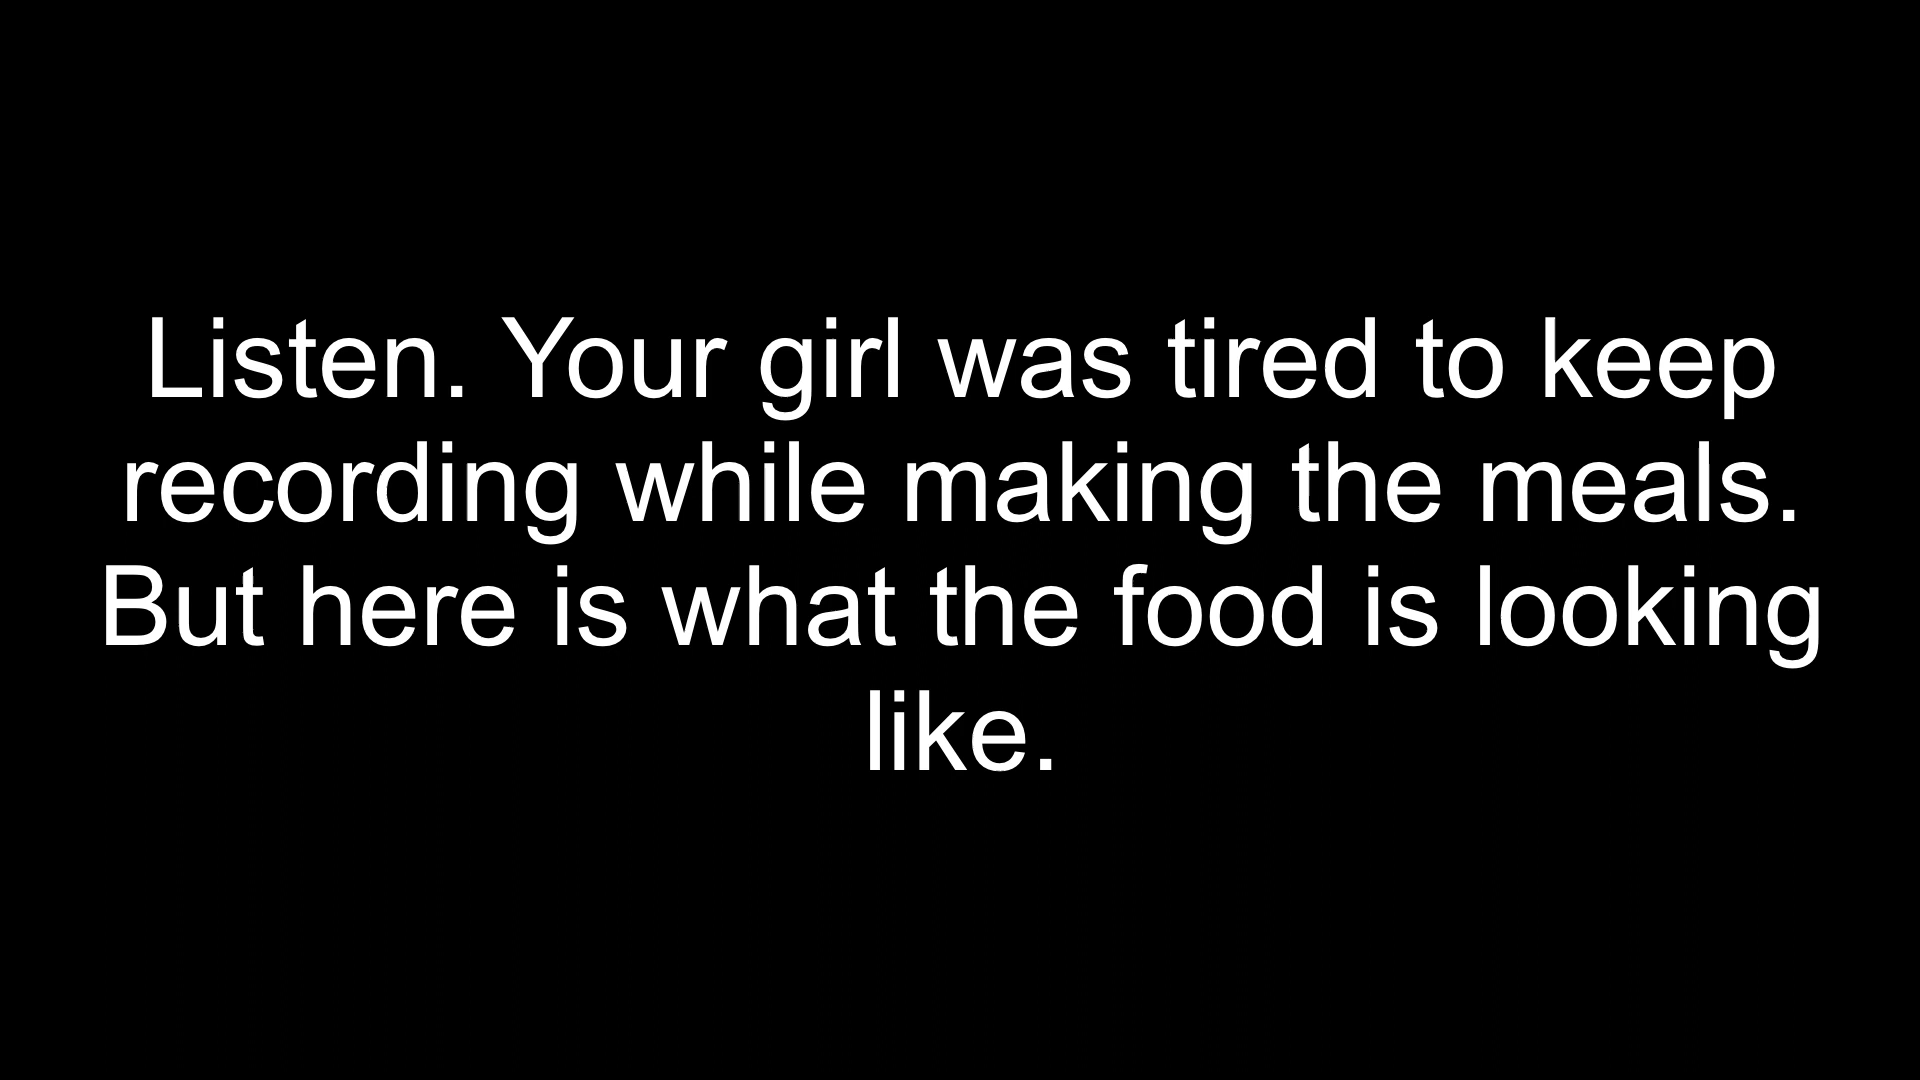 Listen. Your girl was tired to keep
recording while making the meals.
But here is what the food is looking
like.